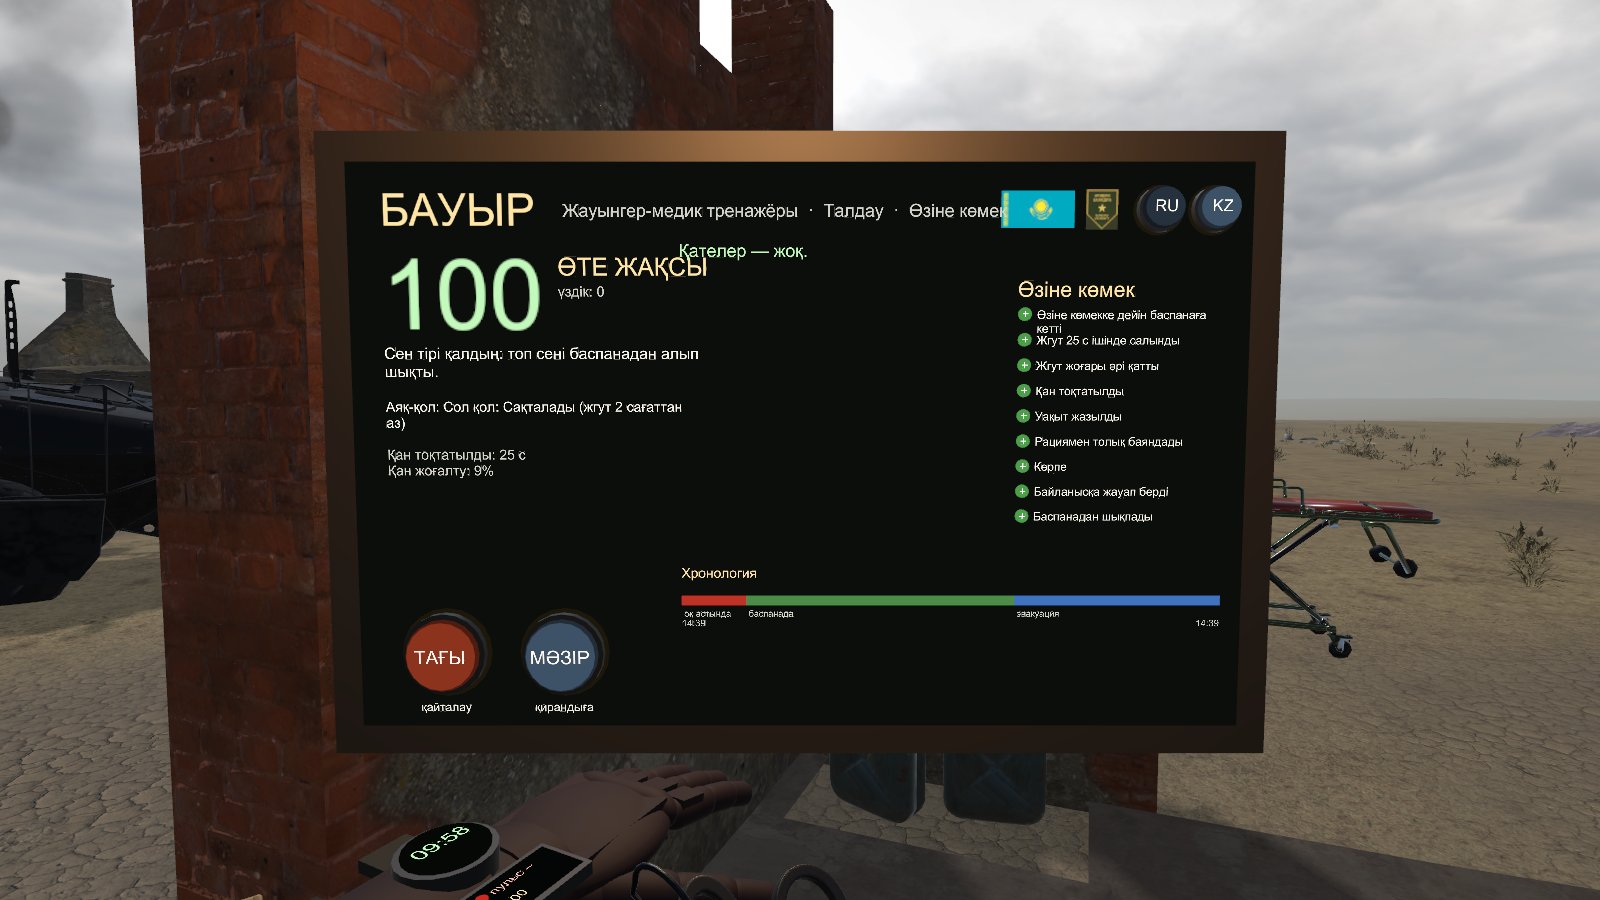 БАУЫР
Жауынгер-медик тренажёры · Талдау · Өзіне көмек
RU
KZ
Қателер — жоқ.
100
ӨТЕ ЖАҚСЫ
үздік: 0
Сен тірі қалдың: топ сені баспанадан алып
шықты.
Аяқ-қол: Сол қол: Сақталады (жгут 2 сағаттан
аз)
Қан тоқтатылды: 25 с
Қан жоғалту: 9%
Өзіне көмек
Өзіне көмекке дейін баспанаға
кетті
Жгут 25 с ішінде салынды
Жгут жоғары әрі қатты
Қан тоқтатылды
Уақыт жазылды
Рациямен толық баяндады
Көрпе
Байланысқа жауап берді
Баспанадан шықпады
Хронология
оқ астында
баспанада
эвакуация
14:39
14:39
ТАҒЫ
МӘЗІР
қайталау
қирандыға
09:58
пульс —